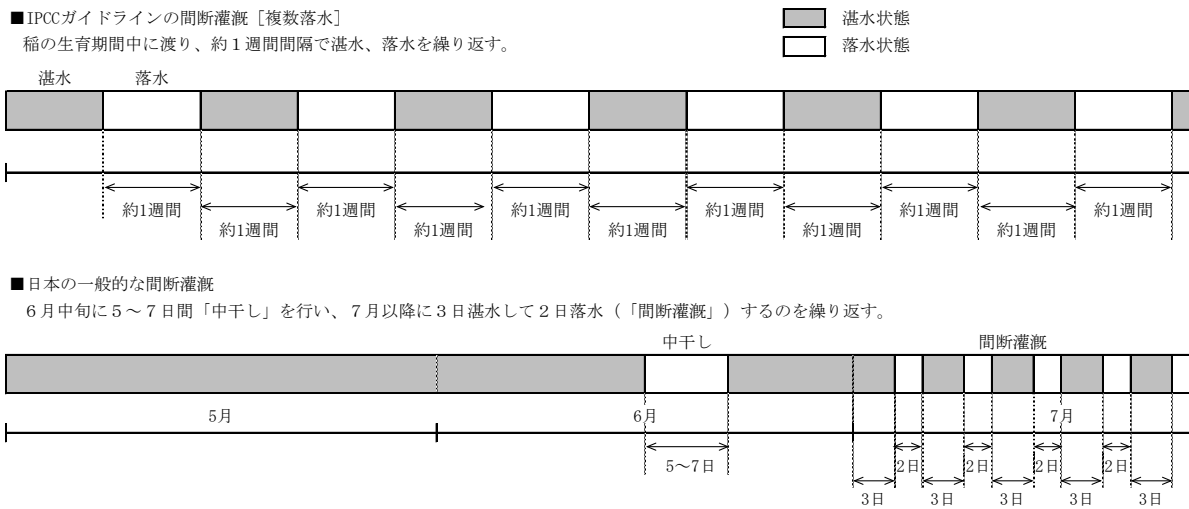 ■IPCCガイドラインの間断灌漑［複数落水］
稲の生育期間中に渡り、約１週間間隔で湛水、落水を繰り返す。
湛水状態
落水状態
湛水 落水
約1週間 約1週間 約1週間 約1週間 約1週間 約1週間
約1週間 約1週間 約1週間 約1週間 約1週間
■日本の一般的な間断灌漑
６月中旬に５～７日間「中干し」を行い、７月以降に３日湛水して２日落水（「間断灌漑」）するのを繰り返す。
中干し 間断灌漑
5月 6月 7月
5～7日 2日 2日 2日 2日
3日 3日 3日 3日 3日